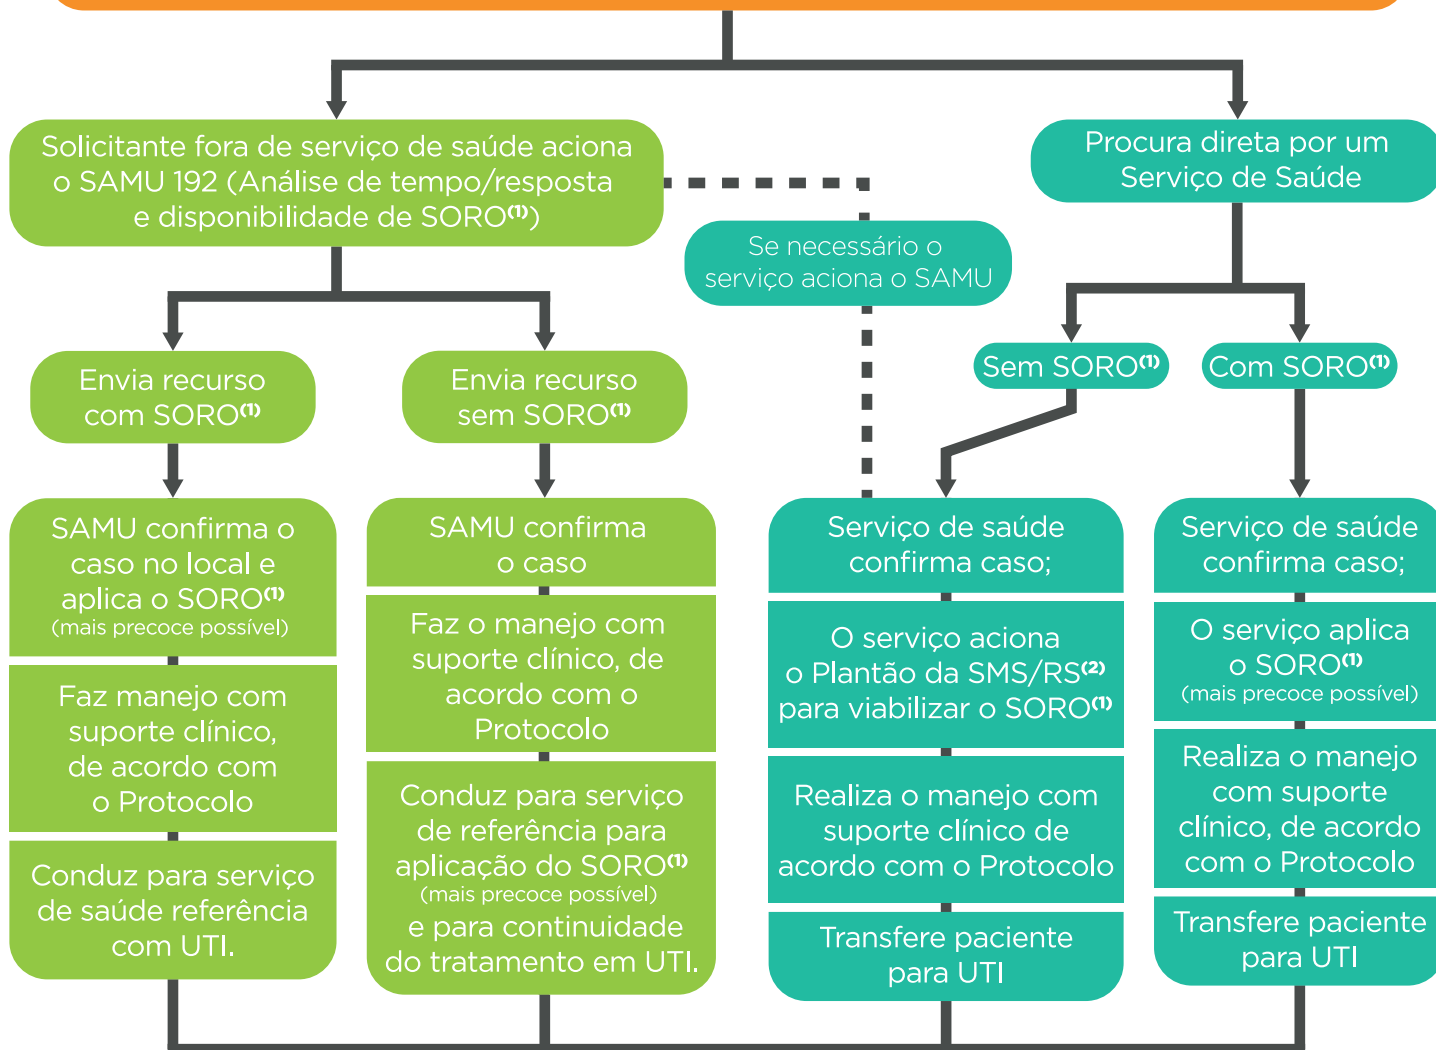 Solicitante fora de serviço de saúde aciona
o SAMU 192 (Análise de tempo/resposta
e disponibilidade de SORO(1))
Procura direta por um
Serviço de Saúde
Se necessário o
serviço aciona o SAMU
Envia recurso
com SORO(1)
Envia recurso
sem SORO(1)
Sem SORO(1)
Com SORO(1)
SAMU confirma o
caso no local e
aplica o SORO(1)
(mais precoce possível)
Faz manejo com
suporte clínico,
de acordo com
o Protocolo
Conduz para serviço
de saúde referência
com UTI.
SAMU confirma
o caso
Faz o manejo com
suporte clínico, de
acordo com o
Protocolo
Conduz para serviço
de referência para
aplicação do SORO(1)
(mais precoce possível)
e para continuidade
do tratamento em UTI.
Serviço de saúde
confirma caso;
O serviço aciona
o Plantão da SMS/RS(2)
para viabilizar o SORO(1)
Realiza o manejo com
suporte clínico de
acordo com o Protocolo
Transfere paciente
para UTI
Serviço de saúde
confirma caso;
O serviço aplica
o SORO(1)
(mais precoce possível)
Realiza o manejo
com suporte
clínico, de acordo
com o Protocolo
Transfere paciente
para UTI